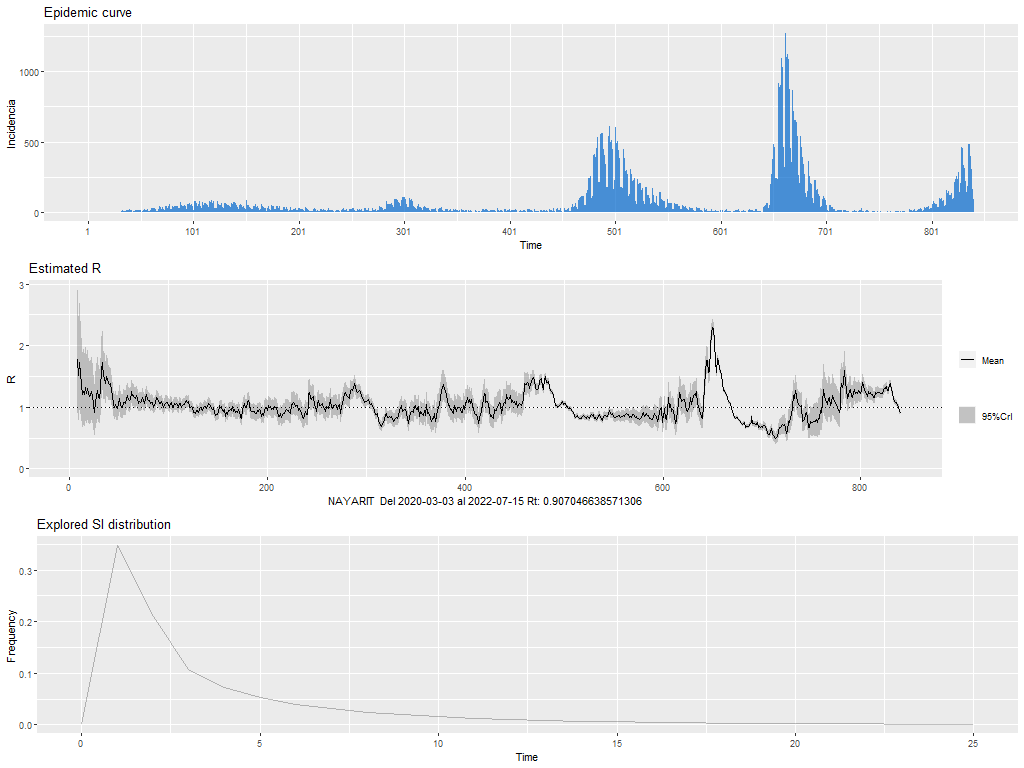 Epidemic curve
Incidencia
1000
500
0
1 101 201 301 401 501 601 701 801
Time
Estimated R
R
3
2
1
0
0 200 400 600 800
NAYARIT Del 2020-03-03 al 2022-07-15 Rt: 0.907046638571306
Mean
95%CrI
Explored SI distribution
Frequency
0.3
0.2
0.1
0.0
0 5 10 15 20 25
Time